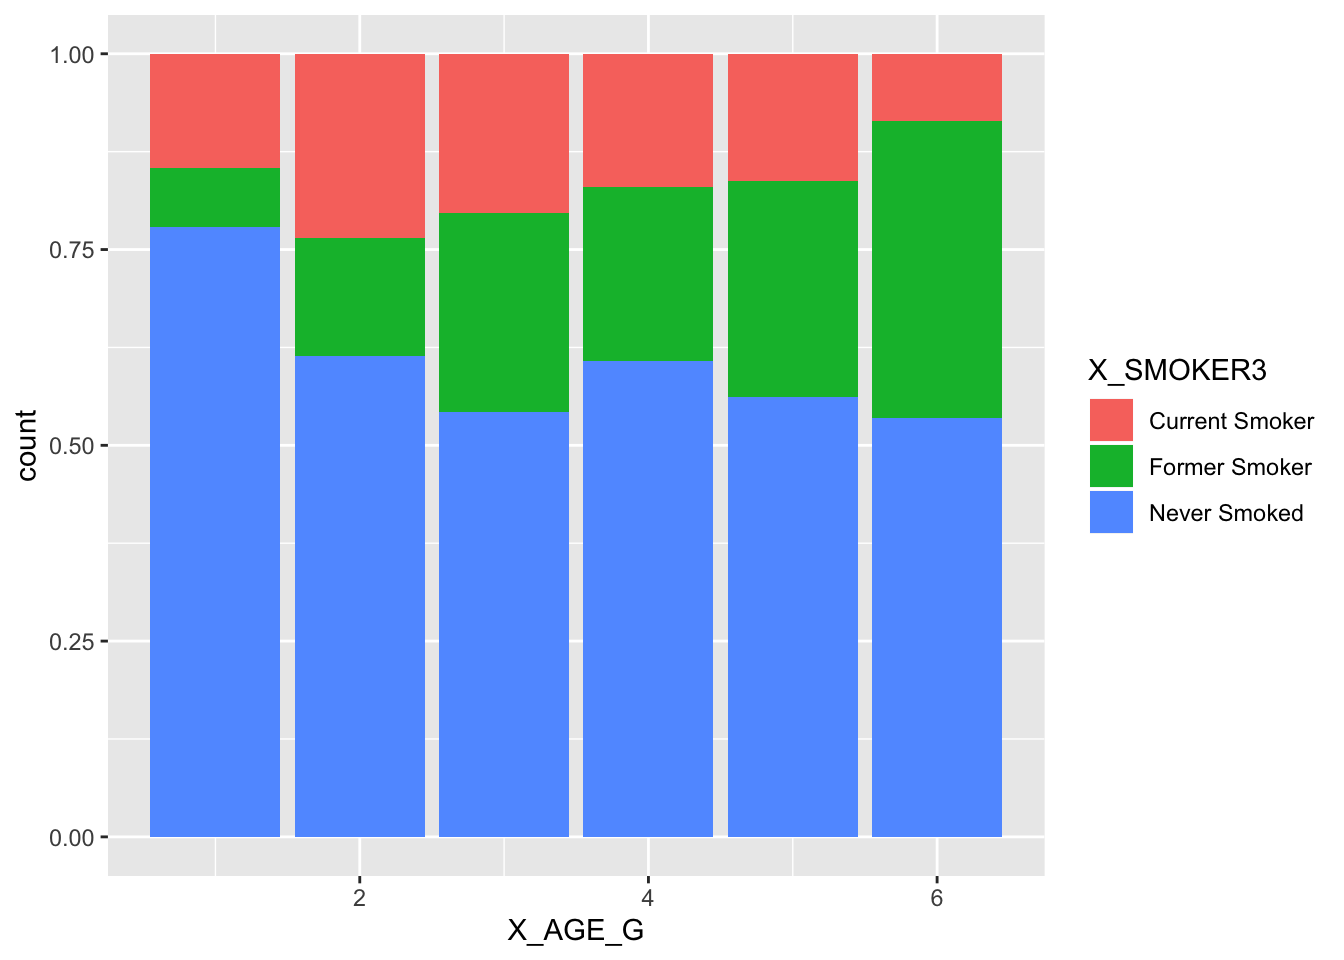 1.00
0.75
0.50
0.25
0.00
count
2
4
6
X_AGE_G
X_SMOKER3
Current Smoker
Former Smoker
Never Smoked